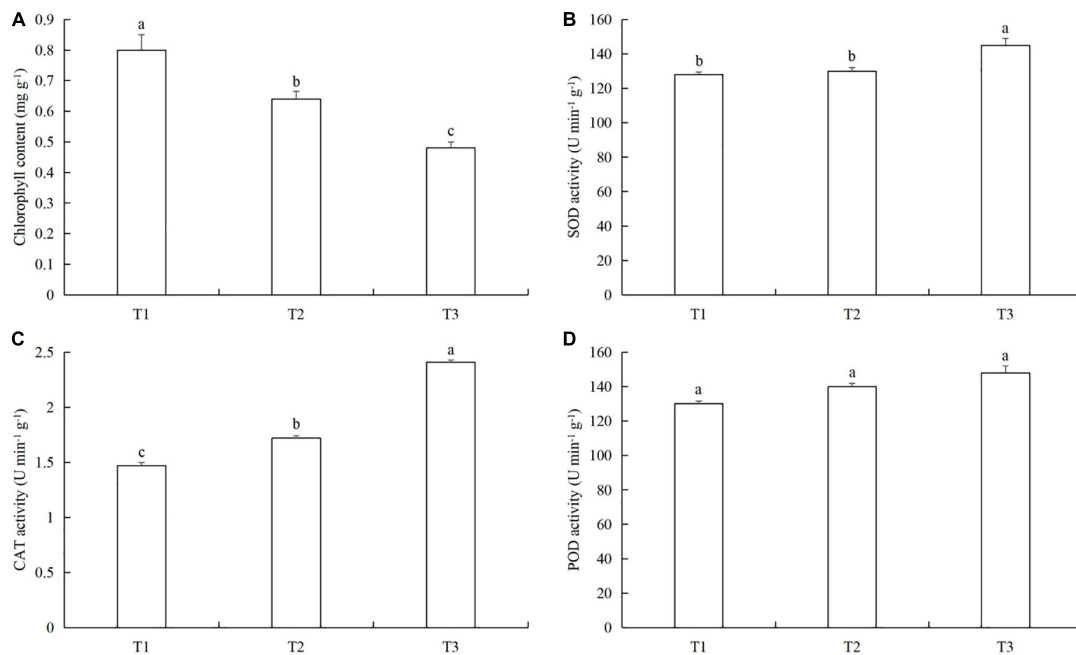 A
Chlorophyll content (mg g⁻¹)
0.9
0.8
0.7
0.6
0.5
0.4
0.3
0.2
0.1
0
a
b
c
T1 T2 T3
B
SOD activity (U min⁻¹ g⁻¹)
160
140
120
100
80
60
40
20
0
b
b
a
T1 T2 T3
C
CAT activity (U min⁻¹ g⁻¹)
2.5
2
1.5
1
0.5
0
c
b
a
T1 T2 T3
D
POD activity (U min⁻¹ g⁻¹)
160
140
120
100
80
60
40
20
0
a
a
a
T1 T2 T3